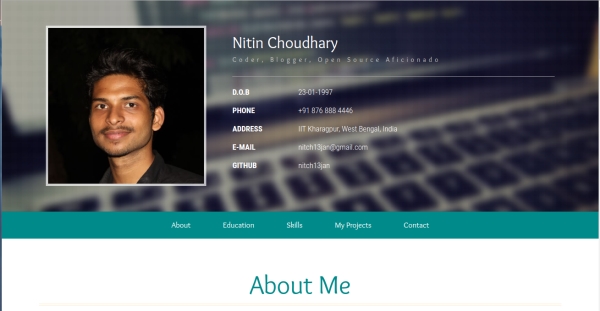 Nitin Choudhary
Coder, Blogger, Open Source Aficionado
D.O.B 23-01-1997
PHONE +91 876 888 4446
ADDRESS IIT Kharagpur, West Bengal, India
E-MAIL nitch13jan@gmail.com
GITHUB nitch13jan
About Education Skills My Projects Contact
About Me